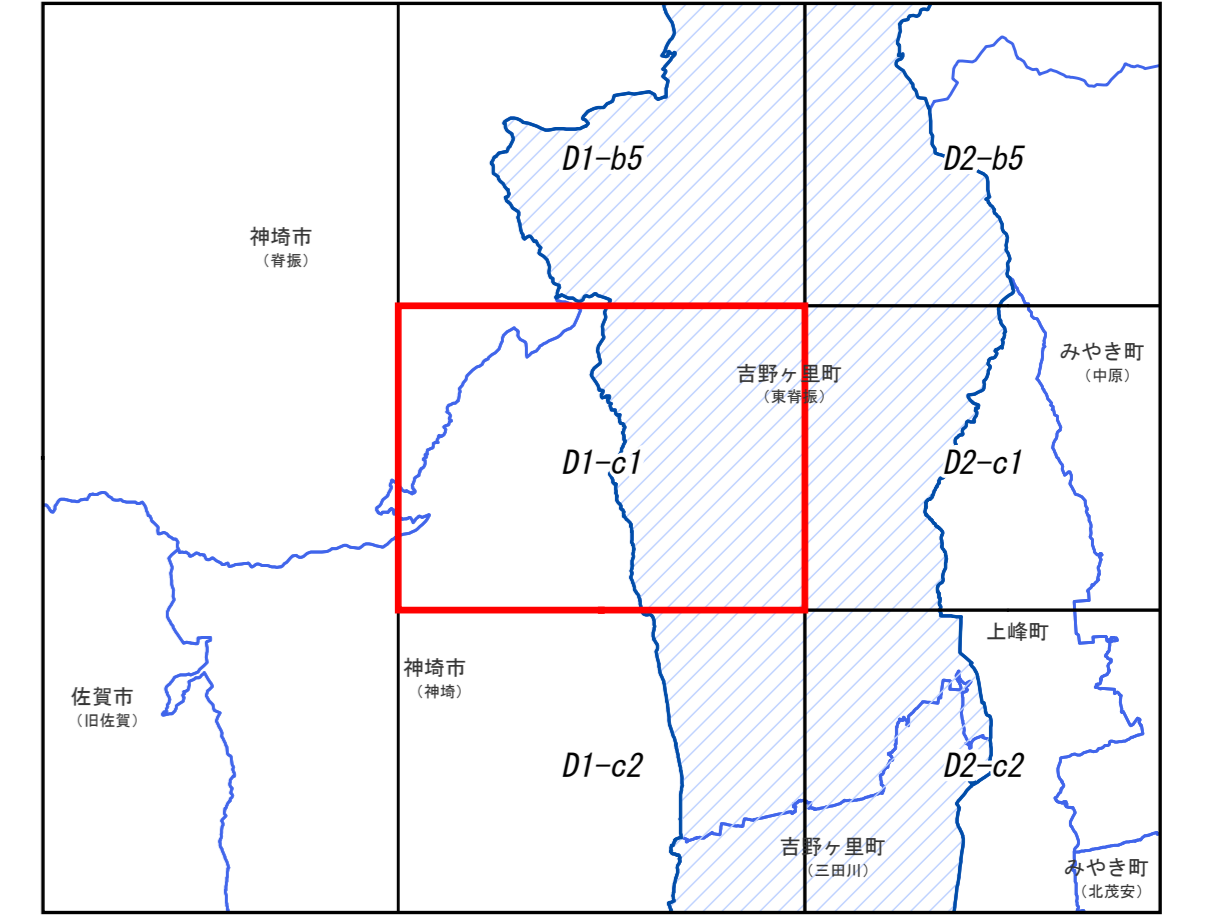 D1-b5
D2-b5
神埼市
（脊振）
みやき町
（中原）
吉野ヶ里町
（東脊振）
D1-c1
D2-c1
上峰町
神埼市
（神埼）
佐賀市
（旧佐賀）
D1-c2
D2-c2
吉野ヶ里町
（三田川）
みやき町
（北茂安）